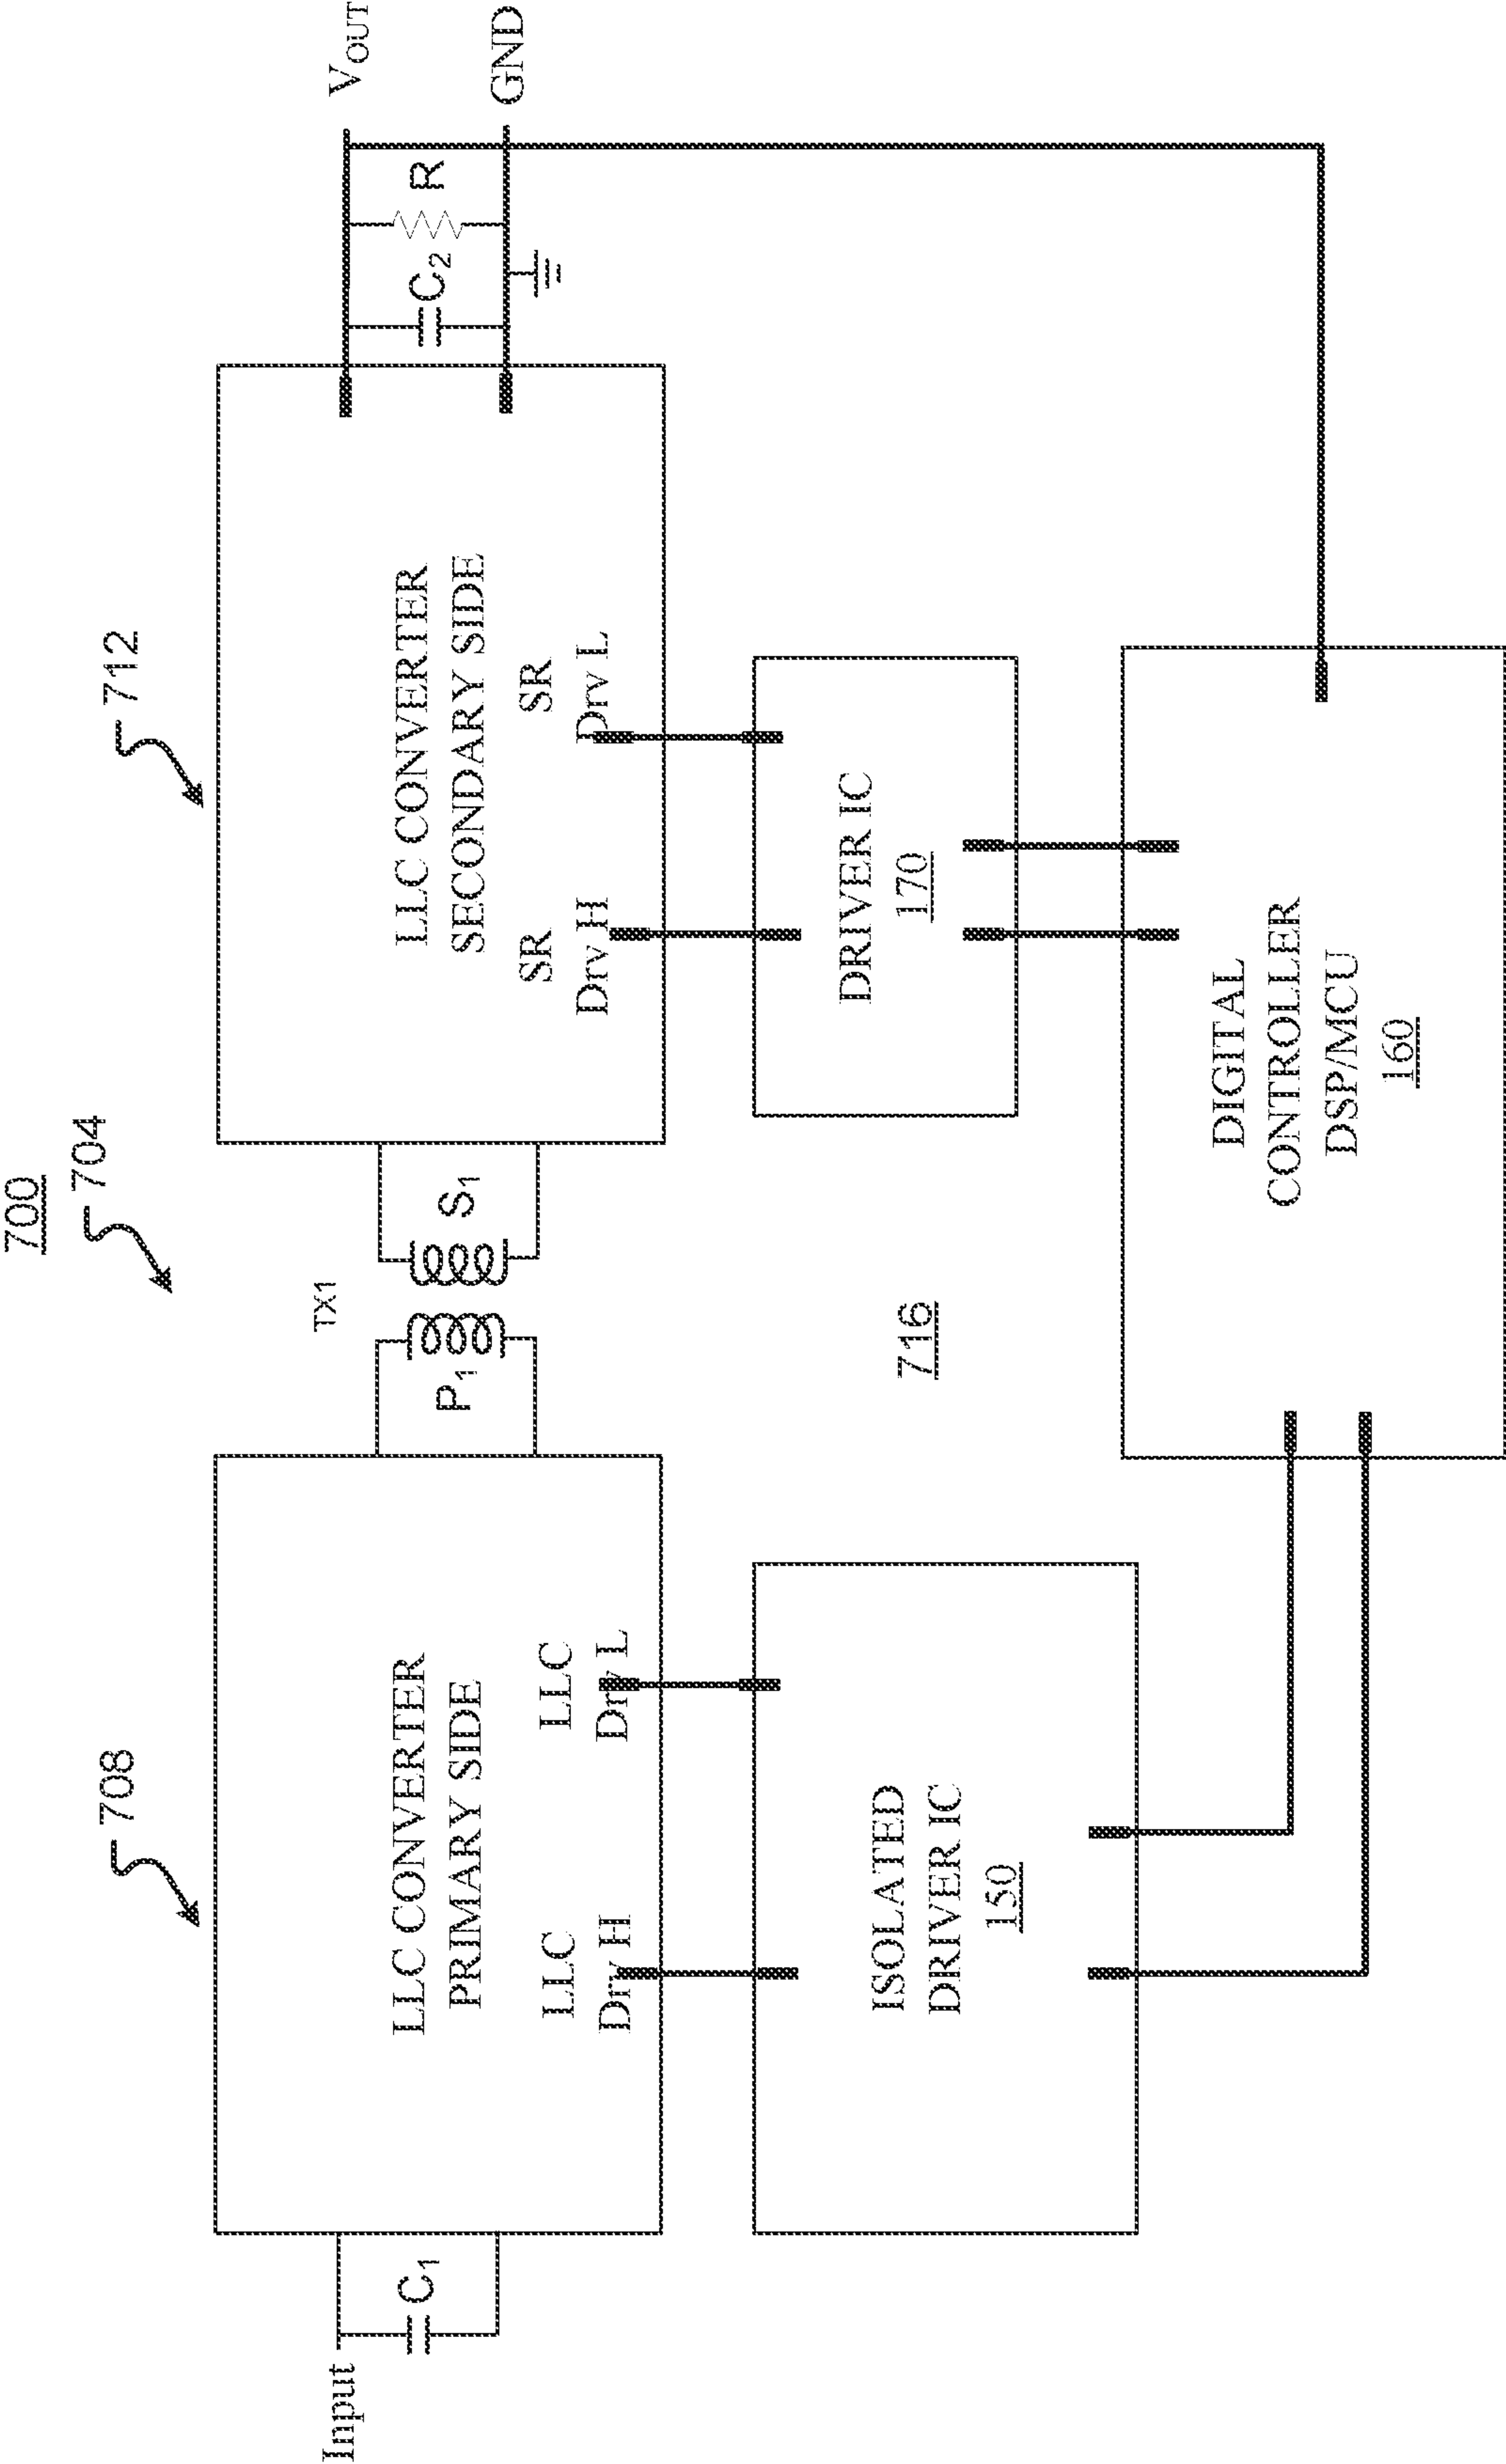 700
704
708
712
TX1
Input
C1
LLC CONVERTER
PRIMARY SIDE
LLC
Drv H
LLC
Drv L
P1
S1
LLC CONVERTER
SECONDARY SIDE
SR
Drv H
SR
Drv L
C2
R
VOUT
GND
716
ISOLATED
DRIVER IC
150
DRIVER IC
170
DIGITAL
CONTROLLER
DSP/MCU
160